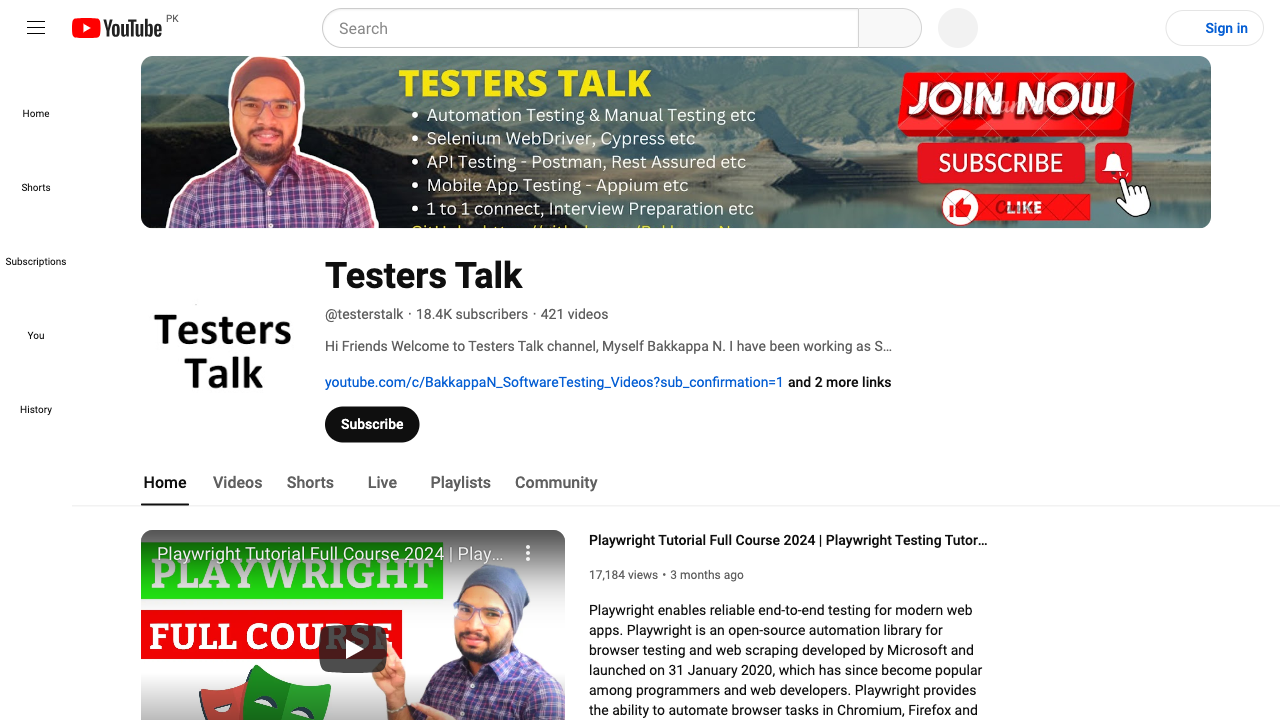 YouTube PK
Search
Sign in
Home
Shorts
Subscriptions
You
History
TESTERS TALK
• Automation Testing & Manual Testing etc
• Selenium WebDriver, Cypress etc
• API Testing - Postman, Rest Assured etc
• Mobile App Testing - Appium etc
• 1 to 1 connect, Interview Preparation etc
JOIN NOW
SUBSCRIBE
LIKE
Testers
Talk
Testers Talk
@testerstalk · 18.4K subscribers · 421 videos
Hi Friends Welcome to Testers Talk channel, Myself Bakkappa N. I have been working as S...
youtube.com/c/BakkappaN_SoftwareTesting_Videos?sub_confirmation=1 and 2 more links
Subscribe
Home Videos Shorts Live Playlists Community
Playwright Tutorial Full Course 2024 | Play...
PLAYWRIGHT
FULL COURSE
Playwright Tutorial Full Course 2024 | Playwright Testing Tutor...
17,184 views • 3 months ago
Playwright enables reliable end-to-end testing for modern web
apps. Playwright is an open-source automation library for
browser testing and web scraping developed by Microsoft and
launched on 31 January 2020, which has since become popular
among programmers and web developers. Playwright provides
the ability to automate browser tasks in Chromium, Firefox and